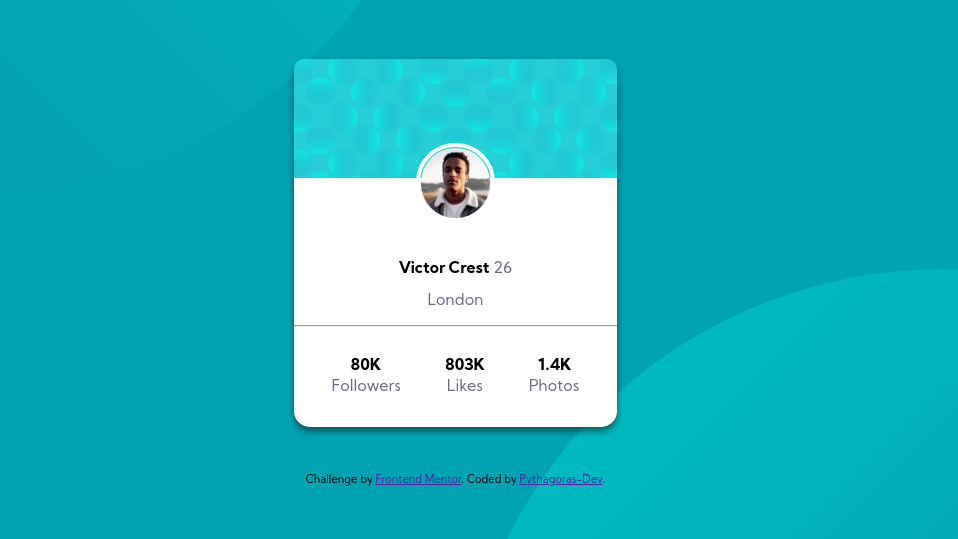 Victor Crest 26
London
80K 803K 1.4K
Followers Likes Photos
Challenge by Frontend Mentor. Coded by Pythagoras-Dev.